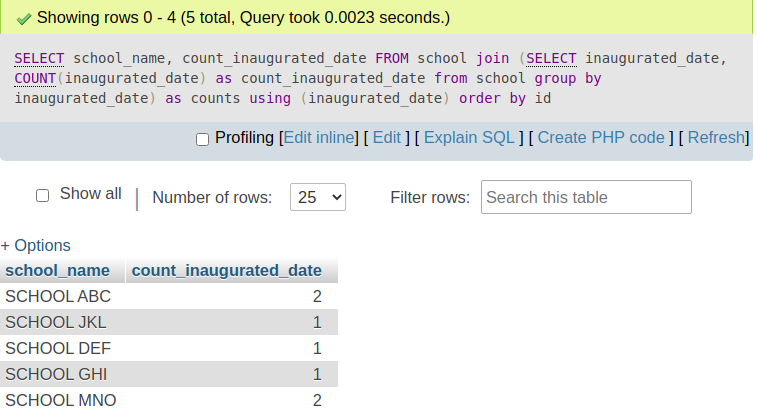 Showing rows 0 - 4 (5 total, Query took 0.0023 seconds.)
SELECT school_name, count_inaugurated_date FROM school join (SELECT inaugurated_date,
COUNT(inaugurated_date) as count_inaugurated_date from school group by
inaugurated_date) as counts using (inaugurated_date) order by id
Profiling [Edit inline] [ Edit ] [ Explain SQL ] [ Create PHP code ] [ Refresh]
Show all | Number of rows: 25 Filter rows: Search this table
+ Options
school_name count_inaugurated_date
SCHOOL ABC 2
SCHOOL JKL 1
SCHOOL DEF 1
SCHOOL GHI 1
SCHOOL MNO 2